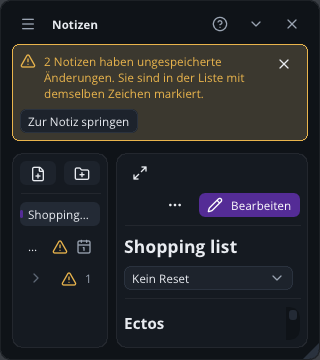 Notizen
2 Notizen haben ungespeicherte
Änderungen. Sie sind in der Liste mit
demselben Zeichen markiert.
Zur Notiz springen
Shopping...
...
1
... Bearbeiten
Shopping list
Kein Reset
Ectos